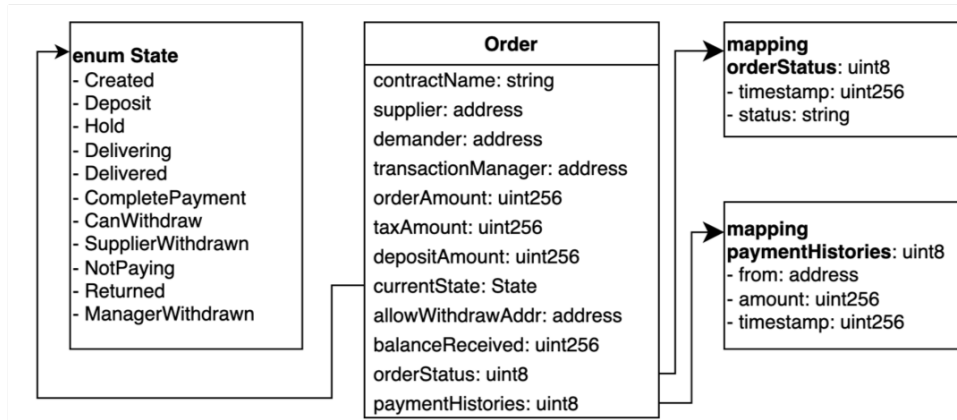 enum State
- Created
- Deposit
- Hold
- Delivering
- Delivered
- CompletePayment
- CanWithdraw
- SupplierWithdrawn
- NotPaying
- Returned
- ManagerWithdrawn
Order
contractName: string
supplier: address
demander: address
transactionManager: address
orderAmount: uint256
taxAmount: uint256
depositAmount: uint256
currentState: State
allowWithdrawAddr: address
balanceReceived: uint256
orderStatus: uint8
paymentHistories: uint8
mapping
orderStatus: uint8
- timestamp: uint256
- status: string
mapping
paymentHistories: uint8
- from: address
- amount: uint256
- timestamp: uint256